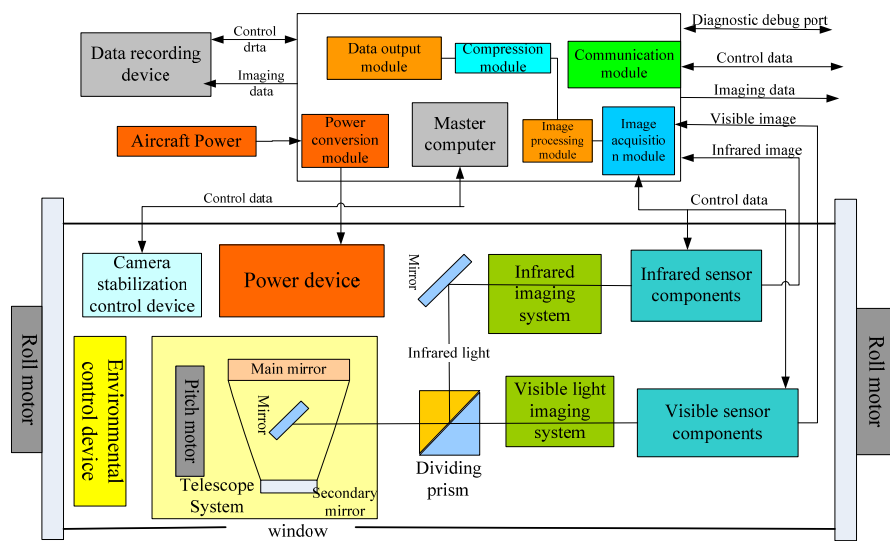 Data recording
device
Control
drta
Imaging
data
Data output
module
Compression
module
Communication
module
Diagnostic debug port
Control data
Imaging data
Visible image
Infrared image
Aircraft Power
Power
conversion
module
Master
computer
Image
processing
module
Image
acquisitio
n module
Control data
Control data
Camera
stabilization
control device
Power device
Mirror
Infrared
imaging
system
Infrared sensor
components
Roll motor
Environmental
control device
Pitch motor
Main mirror
Mirror
Telescope
System
Secondary
mirror
Infrared light
Dividing
prism
Visible light
imaging
system
Visible sensor
components
Roll motor
window